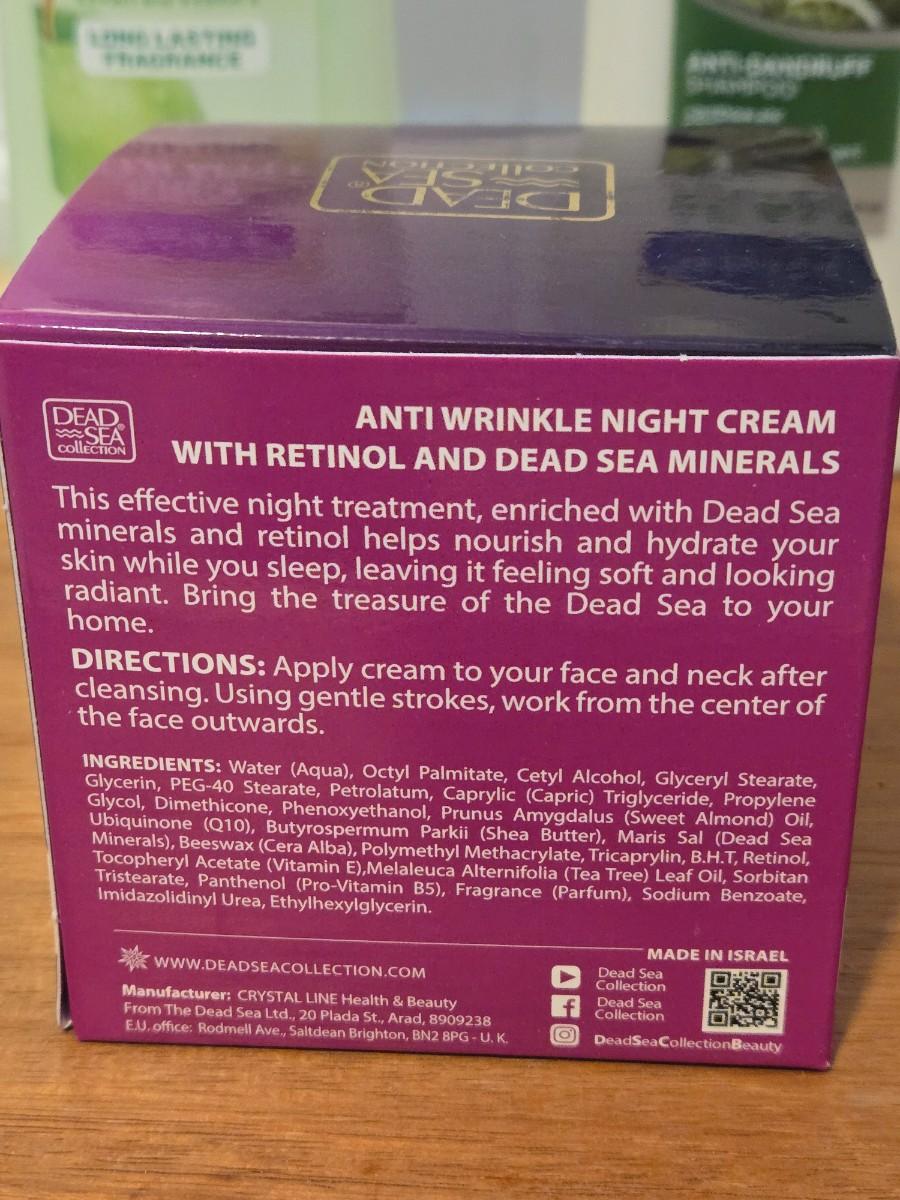 LONG LASTING
FRAGRANCE
ANTI-DANDRUFF
SHAMPOO
DEAD
SEA®
COLLECTION
DEAD
SEA®
COLLECTION
ANTI WRINKLE NIGHT CREAM
WITH RETINOL AND DEAD SEA MINERALS
This effective night treatment, enriched with Dead Sea
minerals and retinol helps nourish and hydrate your
skin while you sleep, leaving it feeling soft and looking
radiant. Bring the treasure of the Dead Sea to your
home.
DIRECTIONS: Apply cream to your face and neck after
cleansing. Using gentle strokes, work from the center of
the face outwards.
INGREDIENTS: Water (Aqua), Octyl Palmitate, Cetyl Alcohol, Glyceryl Stearate,
Glycerin, PEG-40 Stearate, Petrolatum, Caprylic (Capric) Triglyceride, Propylene
Glycol, Dimethicone, Phenoxyethanol, Prunus Amygdalus (Sweet Almond) Oil,
Ubiquinone (Q10), Butyrospermum Parkii (Shea Butter), Maris Sal (Dead Sea
Minerals), Beeswax (Cera Alba), Polymethyl Methacrylate, Tricaprylin, B.H.T, Retinol,
Tocopheryl Acetate (Vitamin E),Melaleuca Alternifolia (Tea Tree) Leaf Oil, Sorbitan
Tristearate, Panthenol (Pro-Vitamin B5), Fragrance (Parfum), Sodium Benzoate,
Imidazolidinyl Urea, Ethylhexylglycerin.
MADE IN ISRAEL
WWW.DEADSEACOLLECTION.COM
Manufacturer: CRYSTAL LINE Health & Beauty
From The Dead Sea Ltd., 20 Plada St., Arad, 8909238
E.U. office: Rodmell Ave., Saltdean Brighton, BN2 8PG - U. K.
Dead Sea
Collection
Dead Sea
Collection
DeadSeaCollectionBeauty